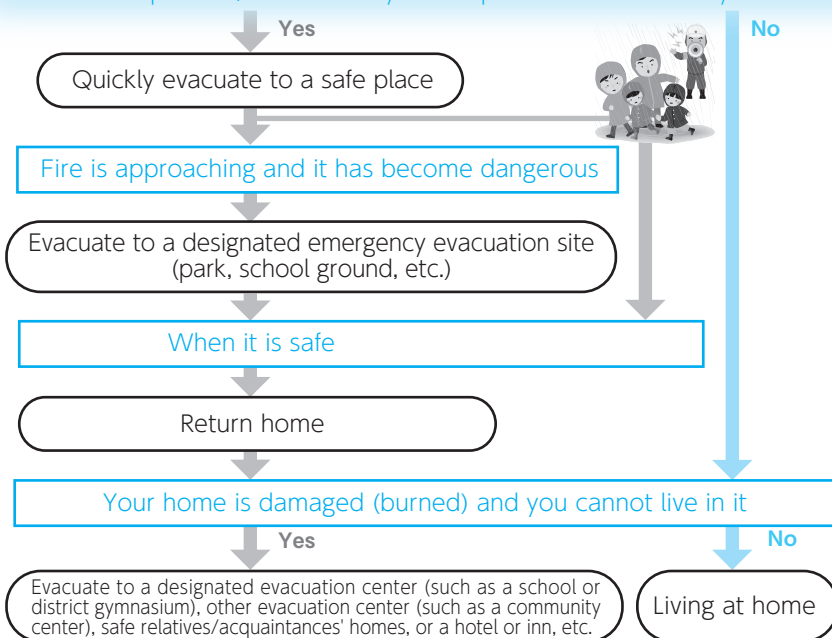 Yes
No
Quickly evacuate to a safe place
Fire is approaching and it has become dangerous
Evacuate to a designated emergency evacuation site
(park, school ground, etc.)
When it is safe
Return home
Your home is damaged (burned) and you cannot live in it
Yes
No
Evacuate to a designated evacuation center (such as a school or
district gymnasium), other evacuation center (such as a community
center), safe relatives/acquaintances' homes, or a hotel or inn, etc.
Living at home